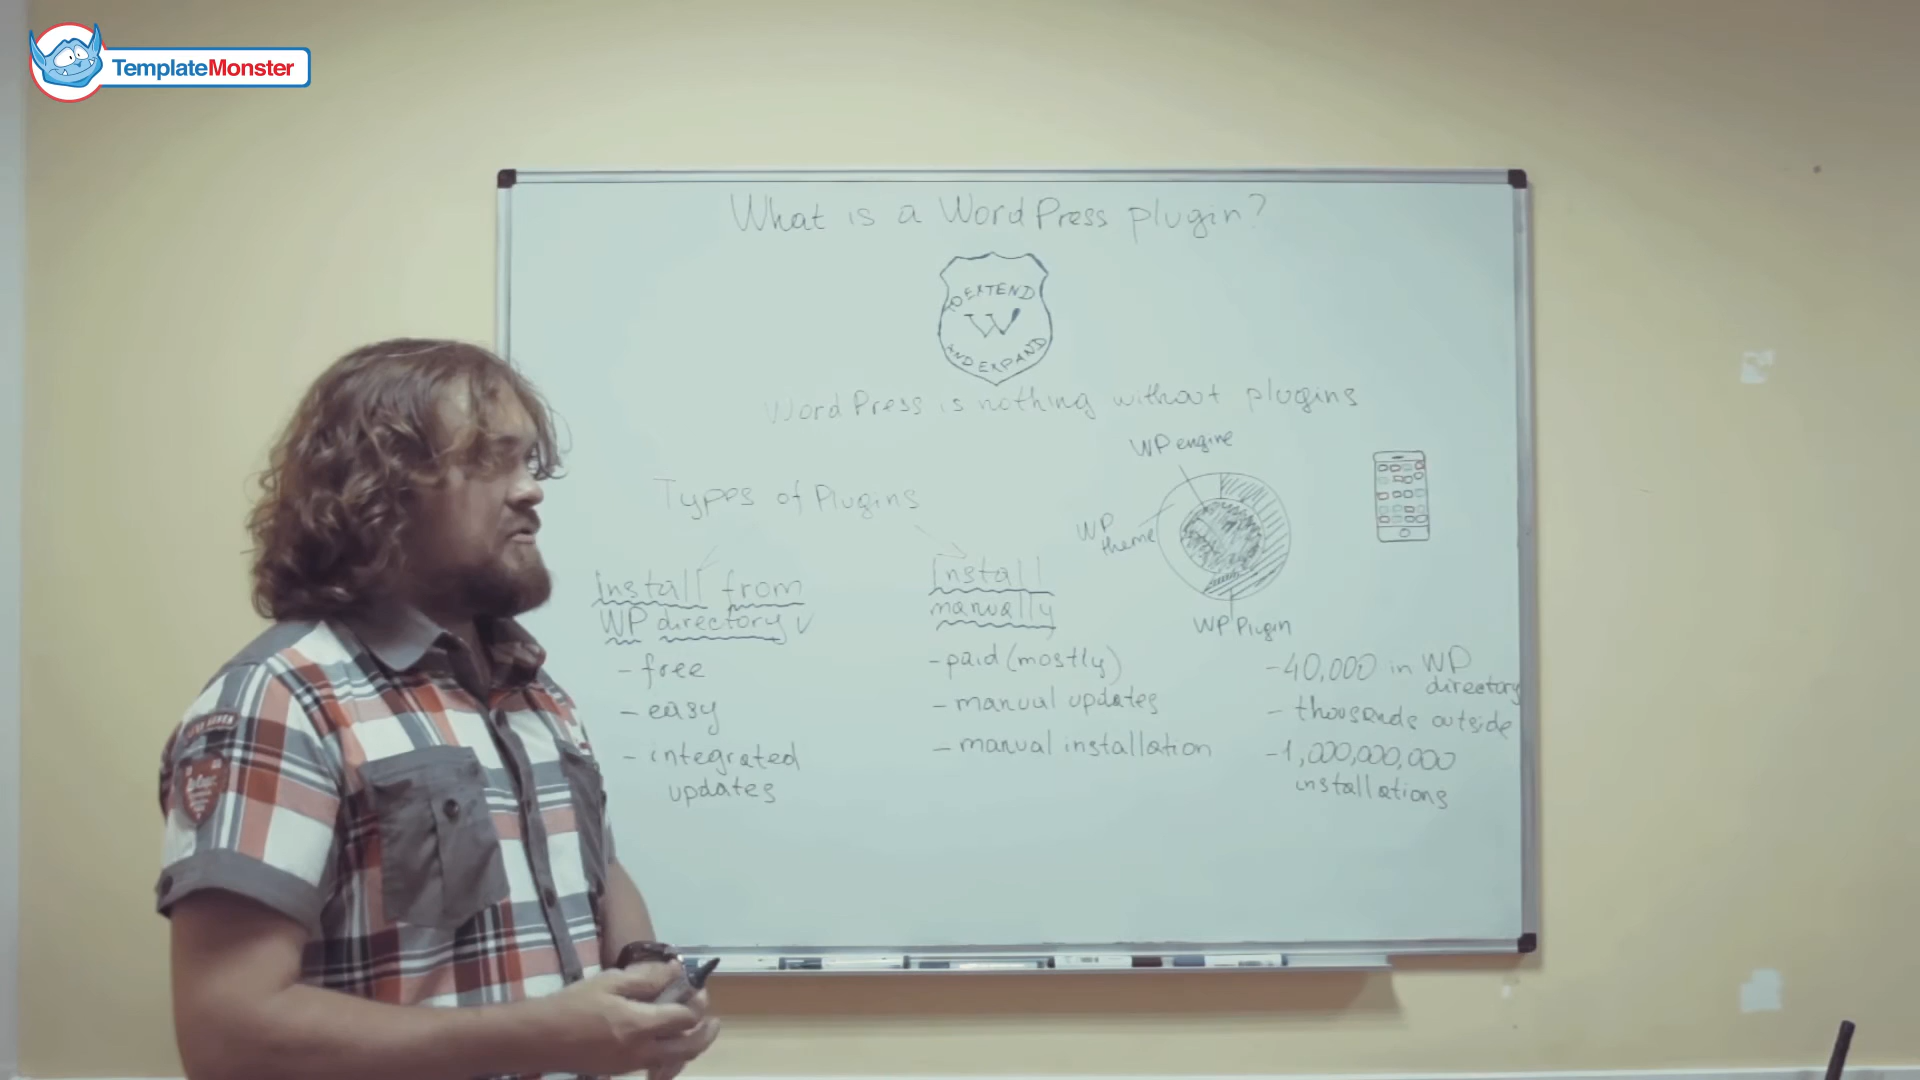 TemplateMonster
What is a WordPress plugin?
TO EXTEND
W
AND EXPAND
WordPress is nothing without plugins
Types of Plugins
Install from
WP directory
- free
- easy
- integrated
updates
Install
manually
- paid (mostly)
- manual updates
- manual installation
WP engine
WP
theme
WP Plugin
- 40,000 in WP
directory
- thousands outside
- 1,000,000,000
installations